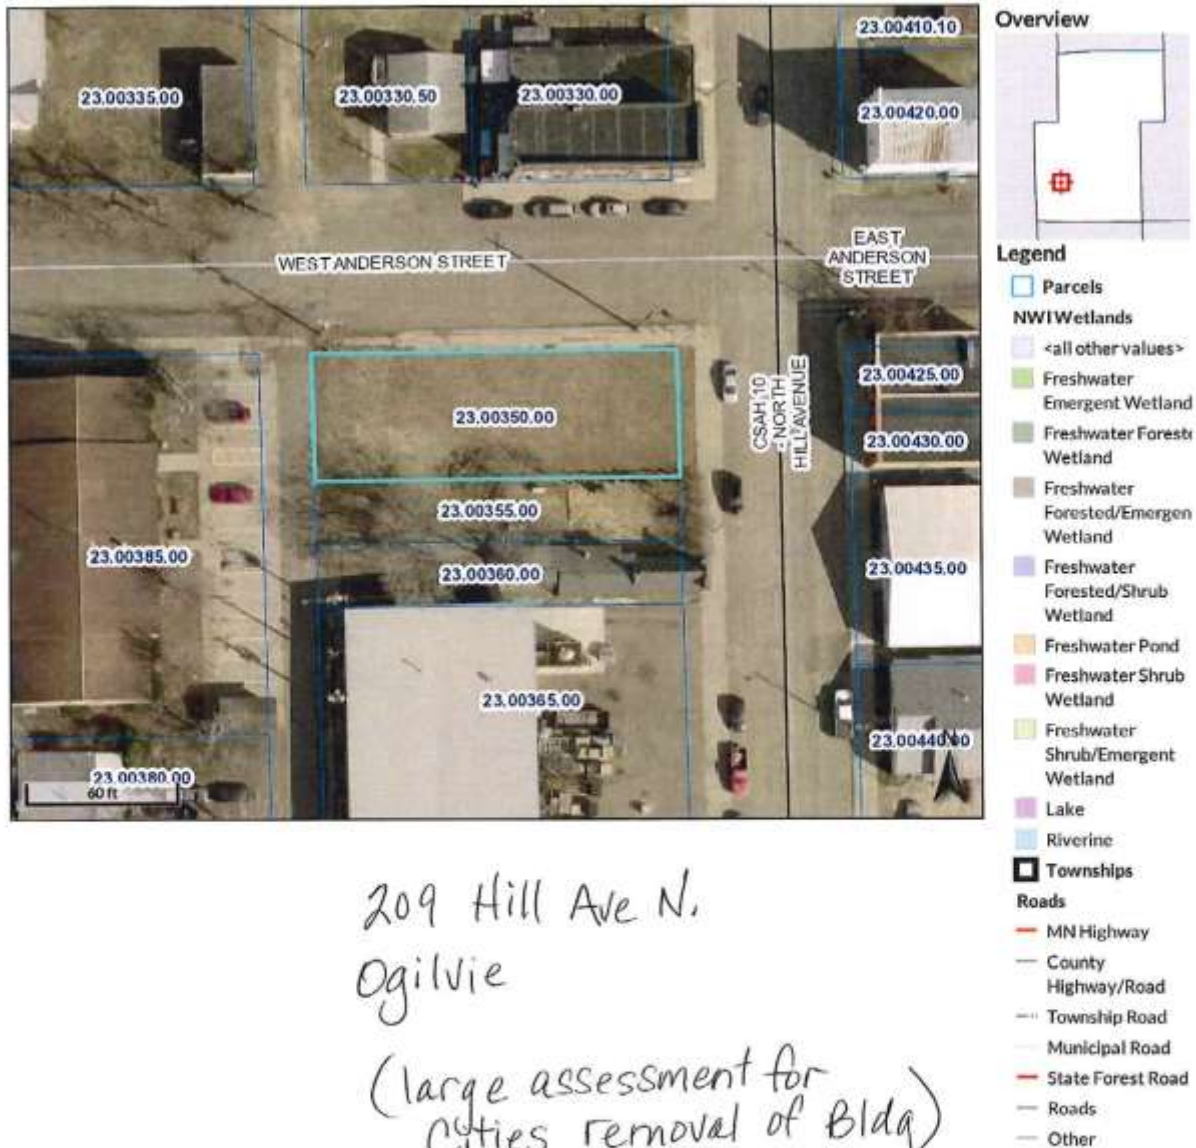 23.00410.10
23.00335.00
23.00330.50
23.00330.00
23.00420.00
WEST ANDERSON STREET
EAST
ANDERSON
STREET
23.00350.00
CSAH 10
- NORTH
HILL AVENUE
23.00425.00
23.00430.00
23.00355.00
23.00385.00
23.00360.00
23.00435.00
23.00365.00
23.00440.00
N
23.00380.00
60 ft
Overview
Legend
Parcels
NWI Wetlands
<all other values>
Freshwater
Emergent Wetland
Freshwater Foreste
Wetland
Freshwater
Forested/Emergen
Wetland
Freshwater
Forested/Shrub
Wetland
Freshwater Pond
Freshwater Shrub
Wetland
Freshwater
Shrub/Emergent
Wetland
Lake
Riverine
Townships
Roads
MN Highway
County
Highway/Road
Township Road
Municipal Road
State Forest Road
Roads
Other
209 Hill Ave N.
Ogilvie
(large assessment for
Cities removal of Bldg)